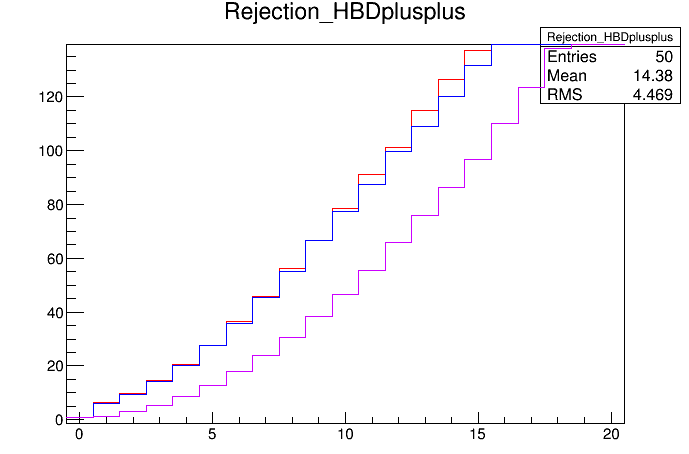 Rejection_HBDplusplus
Rejection_HBDplusplus
Entries 50
Mean 14.38
RMS 4.469
120
100
80
60
40
20
0
0 5 10 15 20